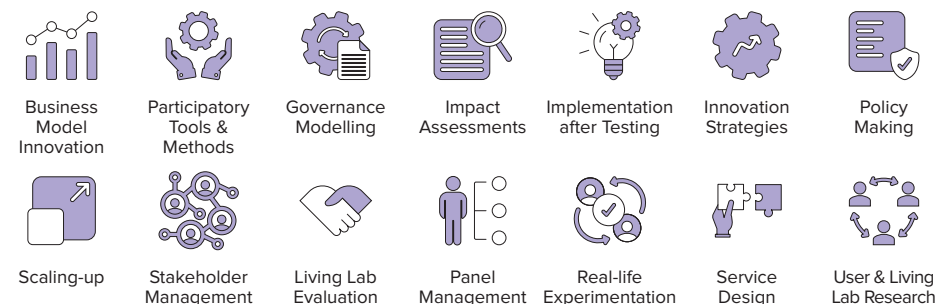 Business
Model
Innovation
Participatory
Tools &
Methods
Governance
Modelling
Impact
Assessments
Implementation
after Testing
Innovation
Strategies
Policy
Making
Scaling-up
Stakeholder
Management
Living Lab
Evaluation
Panel
Management
Real-life
Experimentation
Service
Design
User & Living
Lab Research